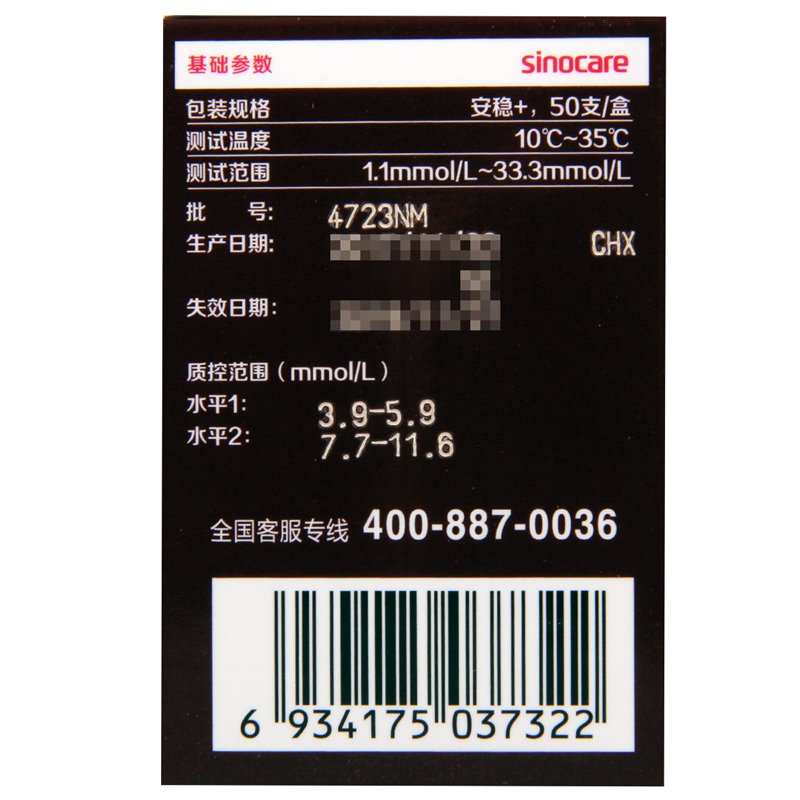 基础参数 sinocare
包装规格 安稳+，50支/盒
测试温度 10℃~35℃
测试范围 1.1mmol/L~33.3mmol/L
批 号: 4723NM
生产日期: CHX
失效日期:
质控范围（mmol/L）
水平1: 3.9-5.9
水平2: 7.7-11.6
全国客服专线 400-887-0036
6 934175 037322